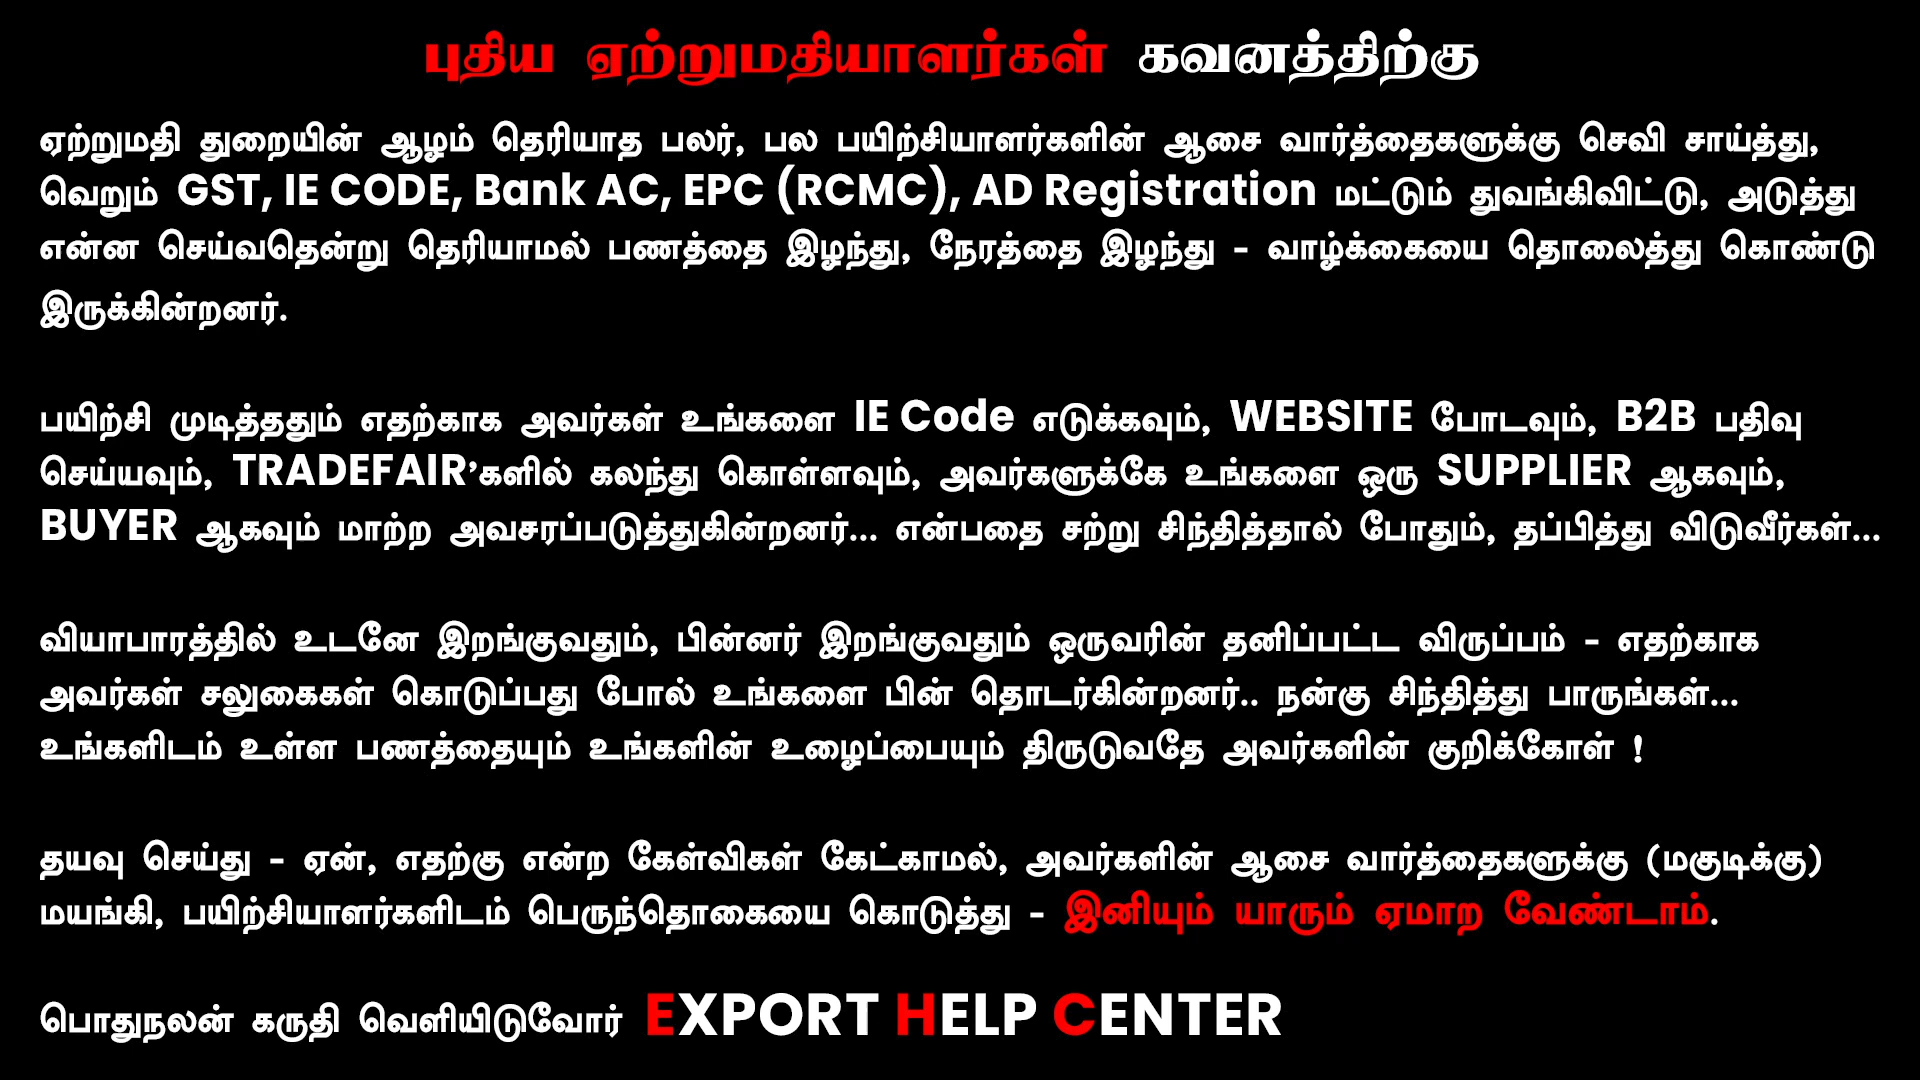 புதிய ஏற்றுமதியாளர்கள் கவனத்திற்கு
ஏற்றுமதி துறையின் ஆழம் தெரியாத பலர், பல பயிற்சியாளர்களின் ஆசை வார்த்தைகளுக்கு செவி சாய்த்து,
வெறும் GST, IE CODE, Bank AC, EPC (RCMC), AD Registration மட்டும் துவங்கிவிட்டு, அடுத்து
என்ன செய்வதென்று தெரியாமல் பணத்தை இழந்து, நேரத்தை இழந்து - வாழ்க்கையை தொலைத்து கொண்டு
இருக்கின்றனர்.
பயிற்சி முடித்ததும் எதற்காக அவர்கள் உங்களை IE Code எடுக்கவும், WEBSITE போடவும், B2B பதிவு
செய்யவும், TRADEFAIR’களில் கலந்து கொள்ளவும், அவர்களுக்கே உங்களை ஒரு SUPPLIER ஆகவும்,
BUYER ஆகவும் மாற்ற அவசரப்படுத்துகின்றனர்... என்பதை சற்று சிந்தித்தால் போதும், தப்பித்து விடுவீர்கள்...
வியாபாரத்தில் உடனே இறங்குவதும், பின்னர் இறங்குவதும் ஒருவரின் தனிப்பட்ட விருப்பம் - எதற்காக
அவர்கள் சலுகைகள் கொடுப்பது போல் உங்களை பின் தொடர்கின்றனர்.. நன்கு சிந்தித்து பாருங்கள்...
உங்களிடம் உள்ள பணத்தையும் உங்களின் உழைப்பையும் திருடுவதே அவர்களின் குறிக்கோள் !
தயவு செய்து - ஏன், எதற்கு என்ற கேள்விகள் கேட்காமல், அவர்களின் ஆசை வார்த்தைகளுக்கு (மகுடிக்கு)
மயங்கி, பயிற்சியாளர்களிடம் பெருந்தொகையை கொடுத்து - இனியும் யாரும் ஏமாற வேண்டாம்.
பொதுநலன் கருதி வெளியிடுவோர் EXPORT HELP CENTER